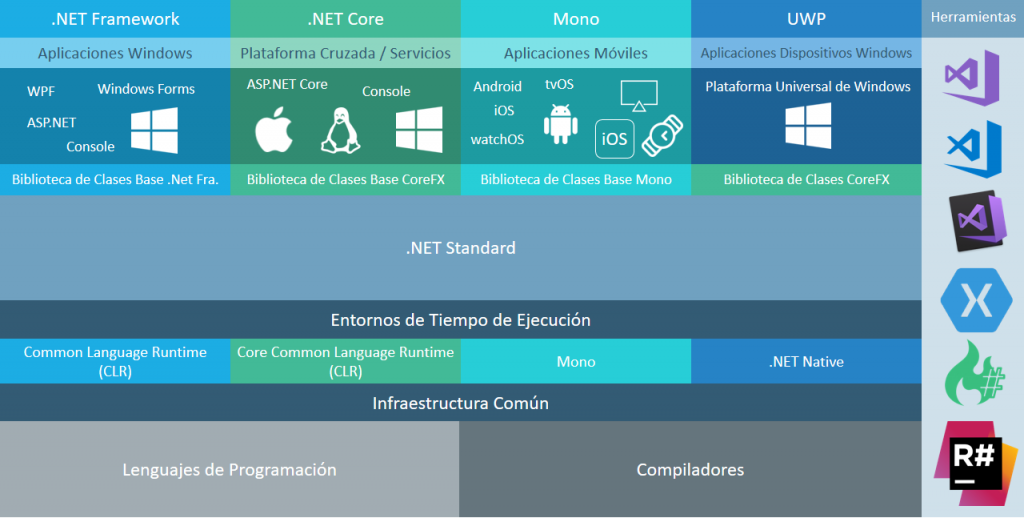 .NET Framework
.NET Core
Mono
UWP
Herramientas
Aplicaciones Windows
Plataforma Cruzada / Servicios
Aplicaciones Móviles
Aplicaciones Dispositivos Windows
WPF
Windows Forms
ASP.NET
Console
ASP.NET Core
Console
Android
tvOS
iOS
watchOS
iOS
Plataforma Universal de Windows
Biblioteca de Clases Base .Net Fra.
Biblioteca de Clases Base CoreFX
Biblioteca de Clases Base Mono
Biblioteca de Clases CoreFX
.NET Standard
Entornos de Tiempo de Ejecución
Common Language Runtime
(CLR)
Core Common Language Runtime
(CLR)
Mono
.NET Native
Infraestructura Común
Lenguajes de Programación
Compiladores
#
R#